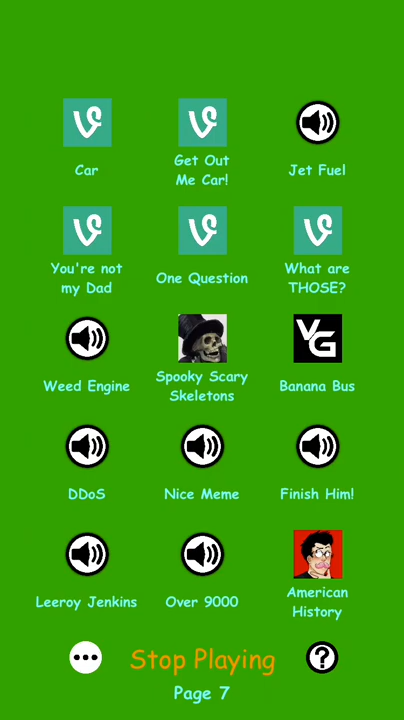 Car
Get Out
Me Car!
Jet Fuel
You're not
my Dad
One Question
What are
THOSE?
Weed Engine
Spooky Scary
Skeletons
VG
Banana Bus
DDoS
Nice Meme
Finish Him!
Leeroy Jenkins
Over 9000
American
History
Stop Playing
?
Page 7